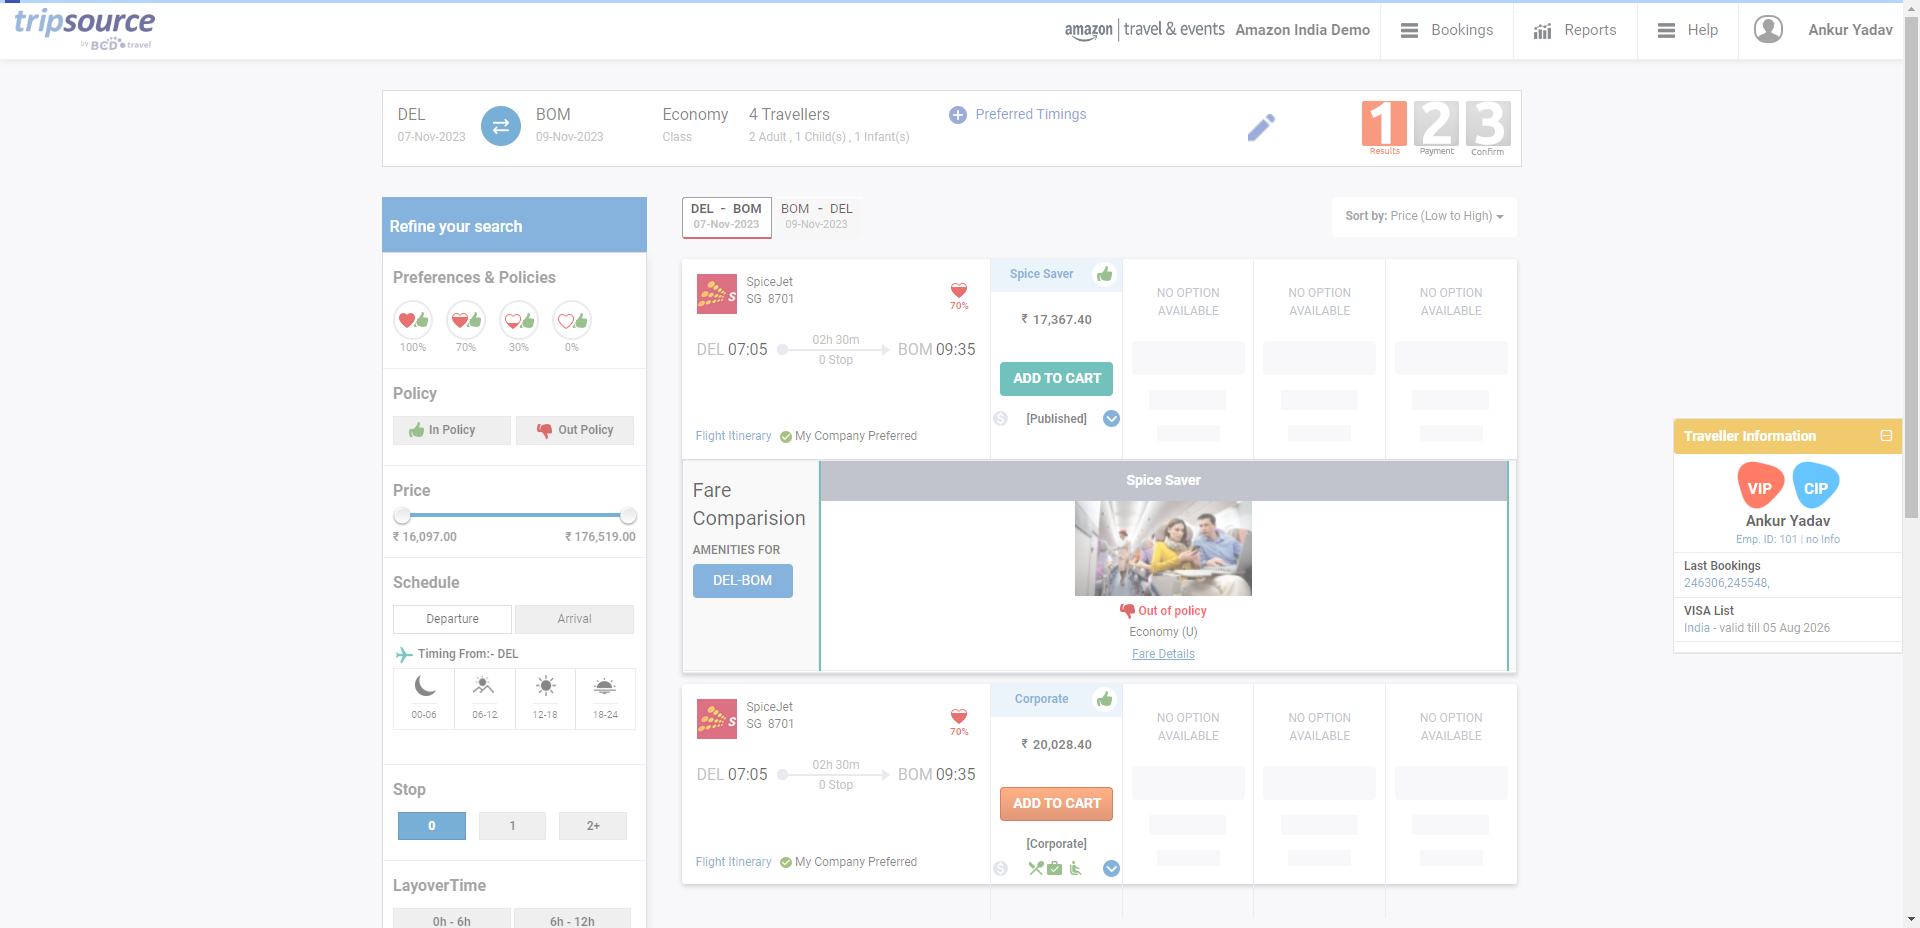 tripsource
by BCD travel
amazon travel & events
Amazon India Demo
Bookings
Reports
Help
Ankur Yadav
DEL
07-Nov-2023
BOM
09-Nov-2023
Economy
Class
4 Travellers
2 Adult , 1 Child(s) , 1 Infant(s)
Preferred Timings
1
Results
2
Payment
3
Confirm
Refine your search
Preferences & Policies
100% 70% 30% 0%
Policy
In Policy Out Policy
Price
₹ 16,097.00 ₹ 176,519.00
Schedule
Departure Arrival
Timing From:- DEL
00-06 06-12 12-18 18-24
Stop
0 1 2+
LayoverTime
0h - 6h 6h - 12h
DEL - BOM
07-Nov-2023
BOM - DEL
09-Nov-2023
Sort by: Price (Low to High)
SpiceJet
SG 8701
70%
DEL 07:05
02h 30m
0 Stop
BOM 09:35
Flight Itinerary
My Company Preferred
Spice Saver
₹ 17,367.40
ADD TO CART
[Published]
NO OPTION
AVAILABLE
NO OPTION
AVAILABLE
NO OPTION
AVAILABLE
Fare
Comparision
AMENITIES FOR
DEL-BOM
Spice Saver
Out of policy
Economy (U)
Fare Details
SpiceJet
SG 8701
70%
DEL 07:05
02h 30m
0 Stop
BOM 09:35
Flight Itinerary
My Company Preferred
Corporate
₹ 20,028.40
ADD TO CART
[Corporate]
NO OPTION
AVAILABLE
NO OPTION
AVAILABLE
NO OPTION
AVAILABLE
Traveller Information
VIP
CIP
Ankur Yadav
Emp. ID: 101 | no Info
Last Bookings
246306,245548,
VISA List
India - valid till 05 Aug 2026